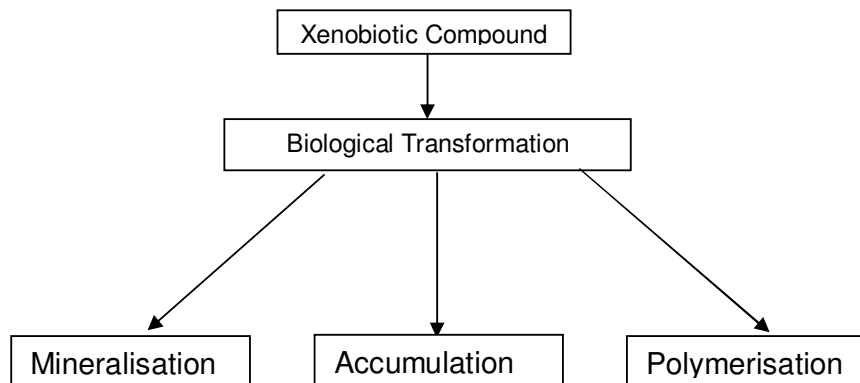 Xenobiotic Compound
Biological Transformation
Mineralisation
Accumulation
Polymerisation